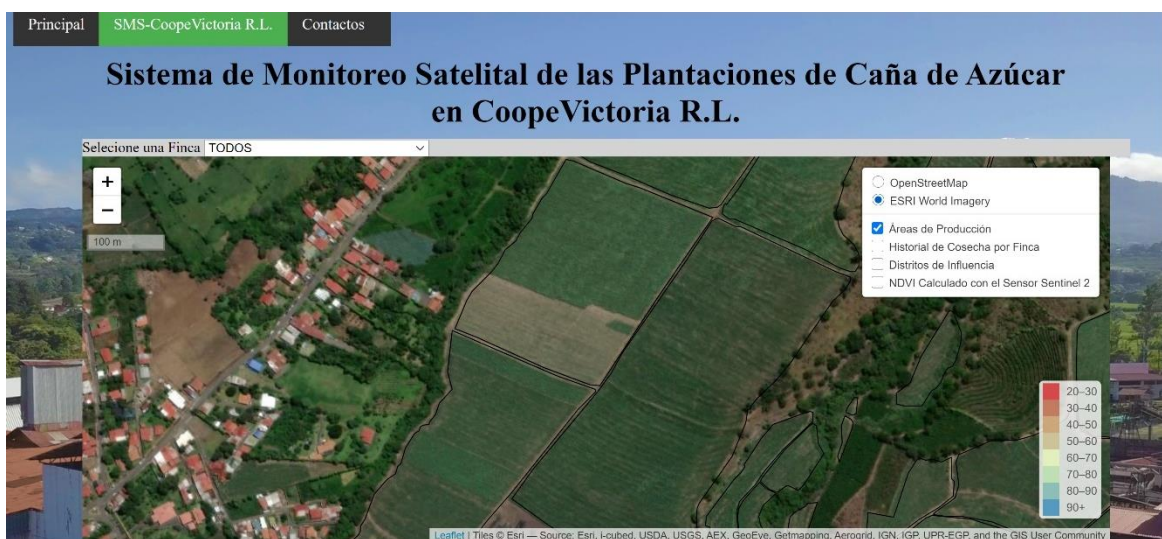 Principal SMS-CoopeVictoria R.L. Contactos
Sistema de Monitoreo Satelital de las Plantaciones de Caña de Azúcar
en CoopeVictoria R.L.
Selecione una Finca TODOS
+
−
100 m
OpenStreetMap
ESRI World Imagery
Áreas de Producción
Historial de Cosecha por Finca
Distritos de Influencia
NDVI Calculado con el Sensor Sentinel 2
20–30
30–40
40–50
50–60
60–70
70–80
80–90
90+
Leaflet | Tiles © Esri — Source: Esri, i-cubed, USDA, USGS, AEX, GeoEye, Getmapping, Aerogrid, IGN, IGP, UPR-EGP, and the GIS User Community